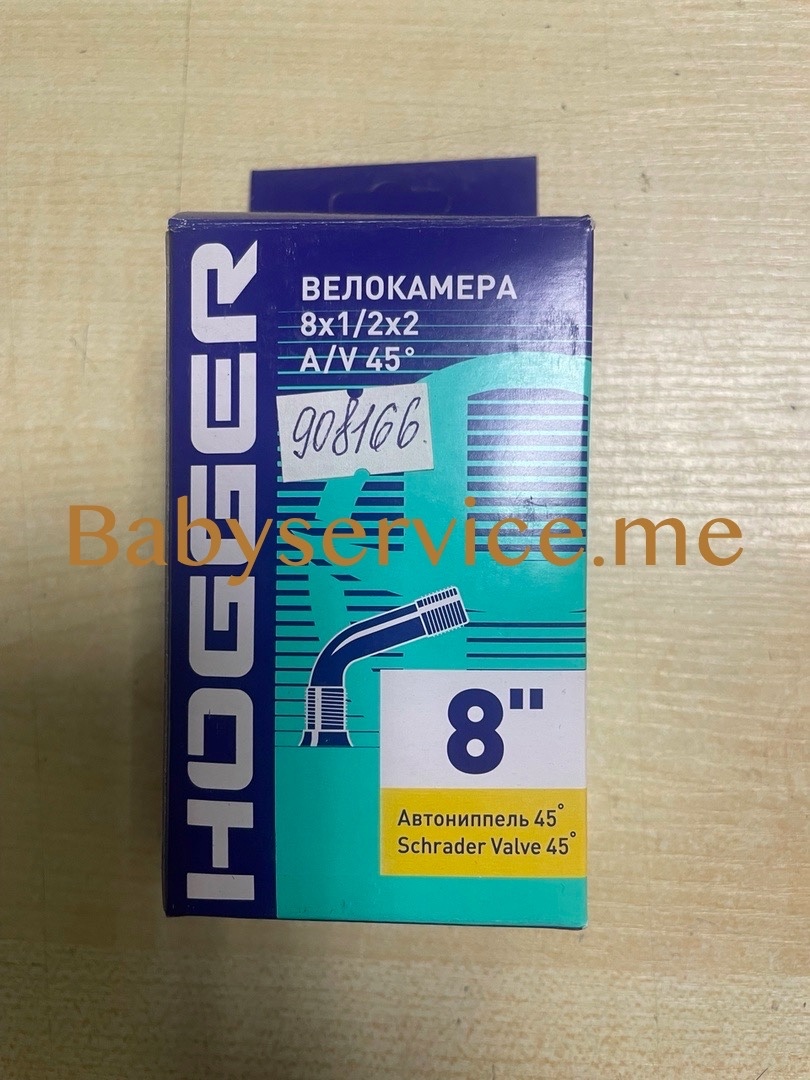 HOGGER
ВЕЛОКАМЕРА
8x1/2x2
A/V 45°
908166.
Babyservice.me
8"
Автониппель 45°
Schrader Valve 45°